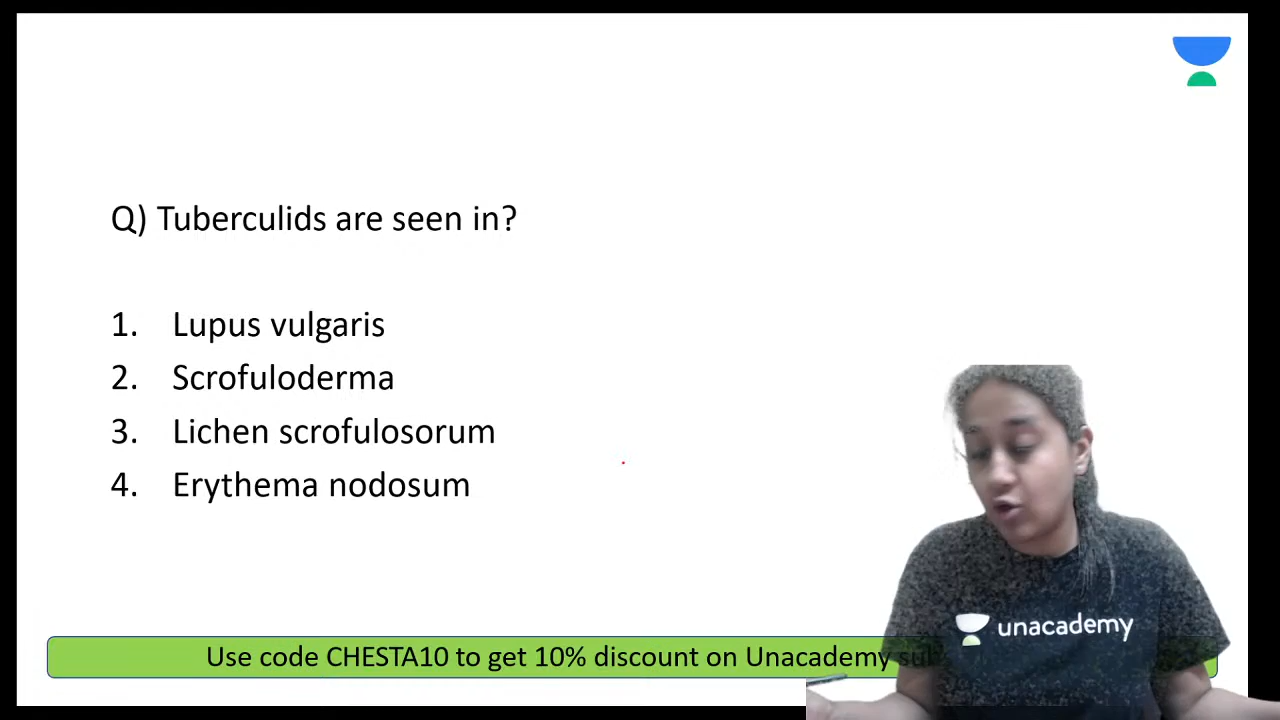 Q) Tuberculids are seen in?
1. Lupus vulgaris
2. Scrofuloderma
3. Lichen scrofulosorum
4. Erythema nodosum
unacademy
Use code CHESTA10 to get 10% discount on Unacademy